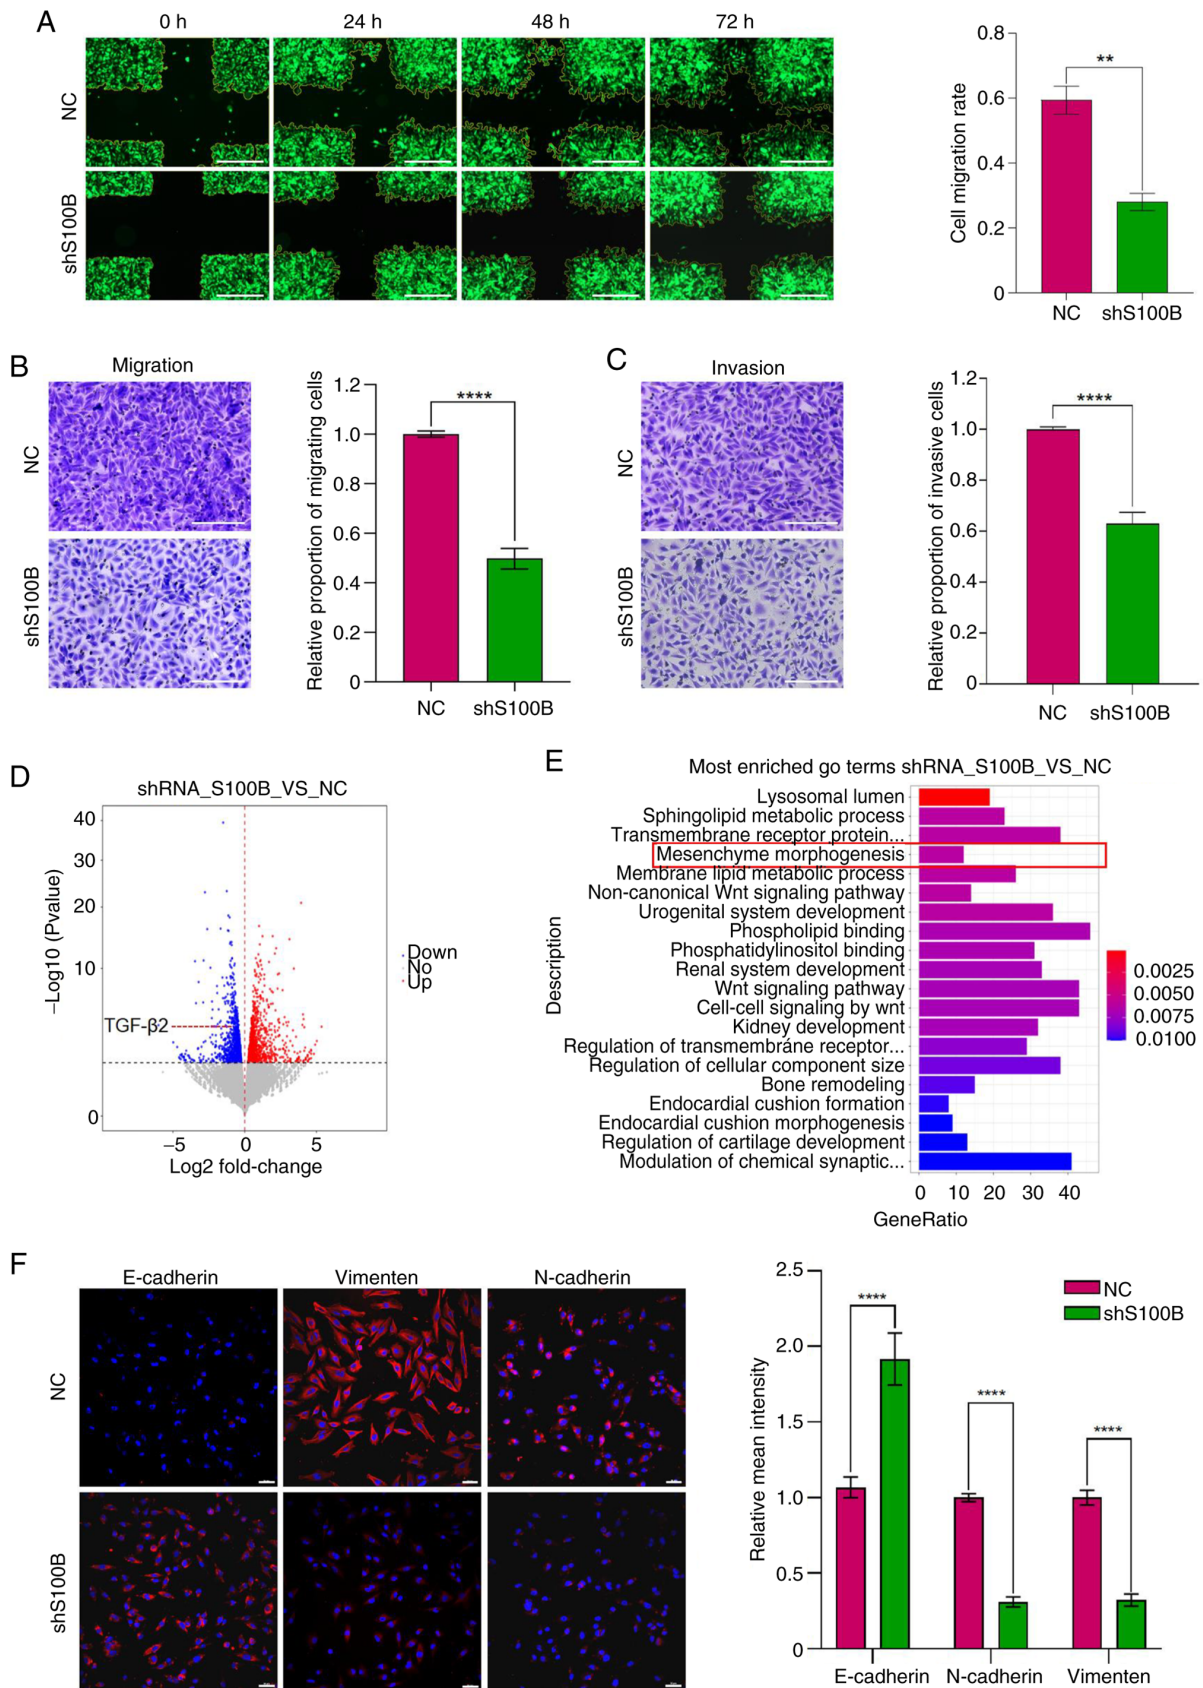 A
0 h 24 h 48 h 72 h
NC
shS100B
Cell migration rate
0.8
0.6
0.4
0.2
0
**
NC shS100B
B
Migration
NC
shS100B
Relative proportion of migrating cells
1.2
1.0
0.8
0.6
0.4
0.2
0
****
NC shS100B
C
Invasion
NC
shS100B
Relative proportion of invasive cells
1.2
1.0
0.8
0.6
0.4
0.2
0
****
NC shS100B
D
shRNA_S100B_VS_NC
−Log10 (Pvalue)
40
30
20
10
0
TGF-β2
Down
No
Up
−5 0 5
Log2 fold-change
E
Most enriched go terms shRNA_S100B_VS_NC
Description
Lysosomal lumen
Sphingolipid metabolic process
Transmembrane receptor protein...
Mesenchyme morphogenesis
Membrane lipid metabolic process
Non-canonical Wnt signaling pathway
Urogenital system development
Phospholipid binding
Phosphatidylinositol binding
Renal system development
Wnt signaling pathway
Cell-cell signaling by wnt
Kidney development
Regulation of transmembrane receptor...
Regulation of cellular component size
Bone remodeling
Endocardial cushion formation
Endocardial cushion morphogenesis
Regulation of cartilage development
Modulation of chemical synaptic...
0 10 20 30 40
GeneRatio
0.0025
0.0050
0.0075
0.0100
F
E-cadherin Vimenten N-cadherin
NC
shS100B
Relative mean intensity
2.5
2.0
1.5
1.0
0.5
0
NC
shS100B
****
****
****
E-cadherin N-cadherin Vimenten